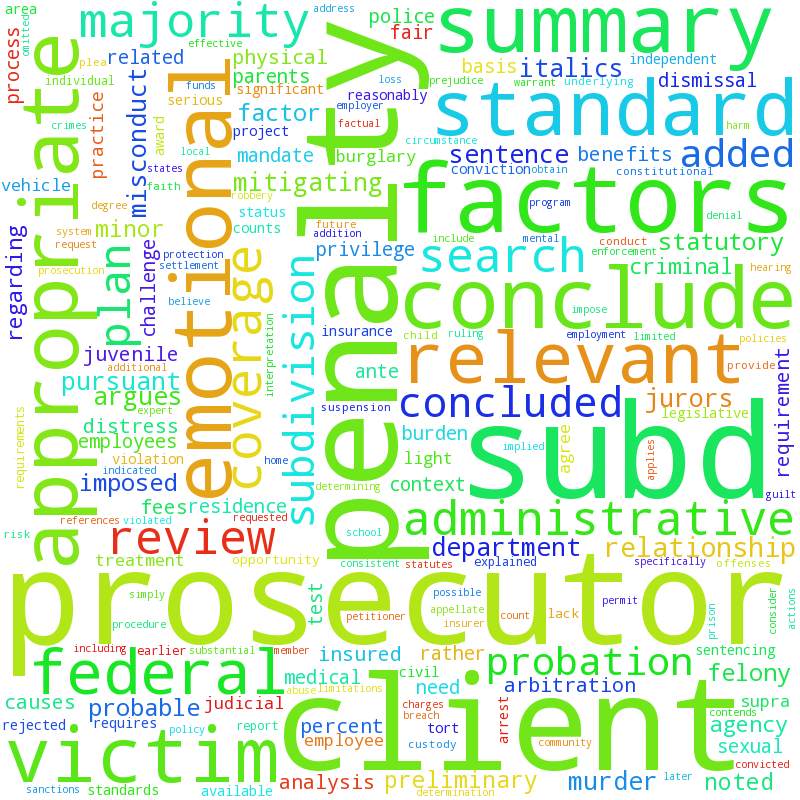 area
omitted
majority
address
effective
police
fair
summary
process
plea
related
physical
basis
italics
independent
individual
parents
funds
loss
prejudice
warrant
underlying
dismissal
significant
reasonably
serious
employer
standard
harm
appropriate
crimes
practice
misconduct
award
emotional
factor
project
factual
penalty
circumstance
mandate
local
burglary
sentence
benefits
added
vehicle
states
faith
mitigating
conviction
obtain
constitutional
degree
robbery
factors
program
denial
regarding
minor
status
counts
future
addition
system
request
plan
challenge
protection
settlement
privilege
include
mental
conduct
enforcement
statutory
search
criminal
hearing
prosecution
believe
coverage
subdivision
interpretation
conclude
impose
juvenile
insurance
child
ruling
employment
limited
policies
additional
relevant
provide
requirement
pursuant
ante
expert
argues
suspension
concluded
jurors
legislative
requirements
distress
employees
burden
agree
subd
implied
applies
violation
home
light
indicated
imposed
determining
context
guilt
fees
residence
references
violated
requested
school
administrative
risk
review
department
relationship
treatment
opportunity
consistent
statutes
explained
specifically
offenses
prosecutor
simply
test
possible
permit
prison
consider
actions
procedure
petitioner
appellate
insurer
count
lack
including
earlier
substantial
member
insured
rather
probation
sentencing
federal
medical
civil
need
felony
abuse
limitations
arbitration
causes
probable
judicial
charges
breach
client
supra
contends
rejected
requires
policy
report
percent
employee
tort
custody
arrest
community
agency
sexual
convicted
victim
sanctions
standards
available
analysis
preliminary
determination
murder
later
noted